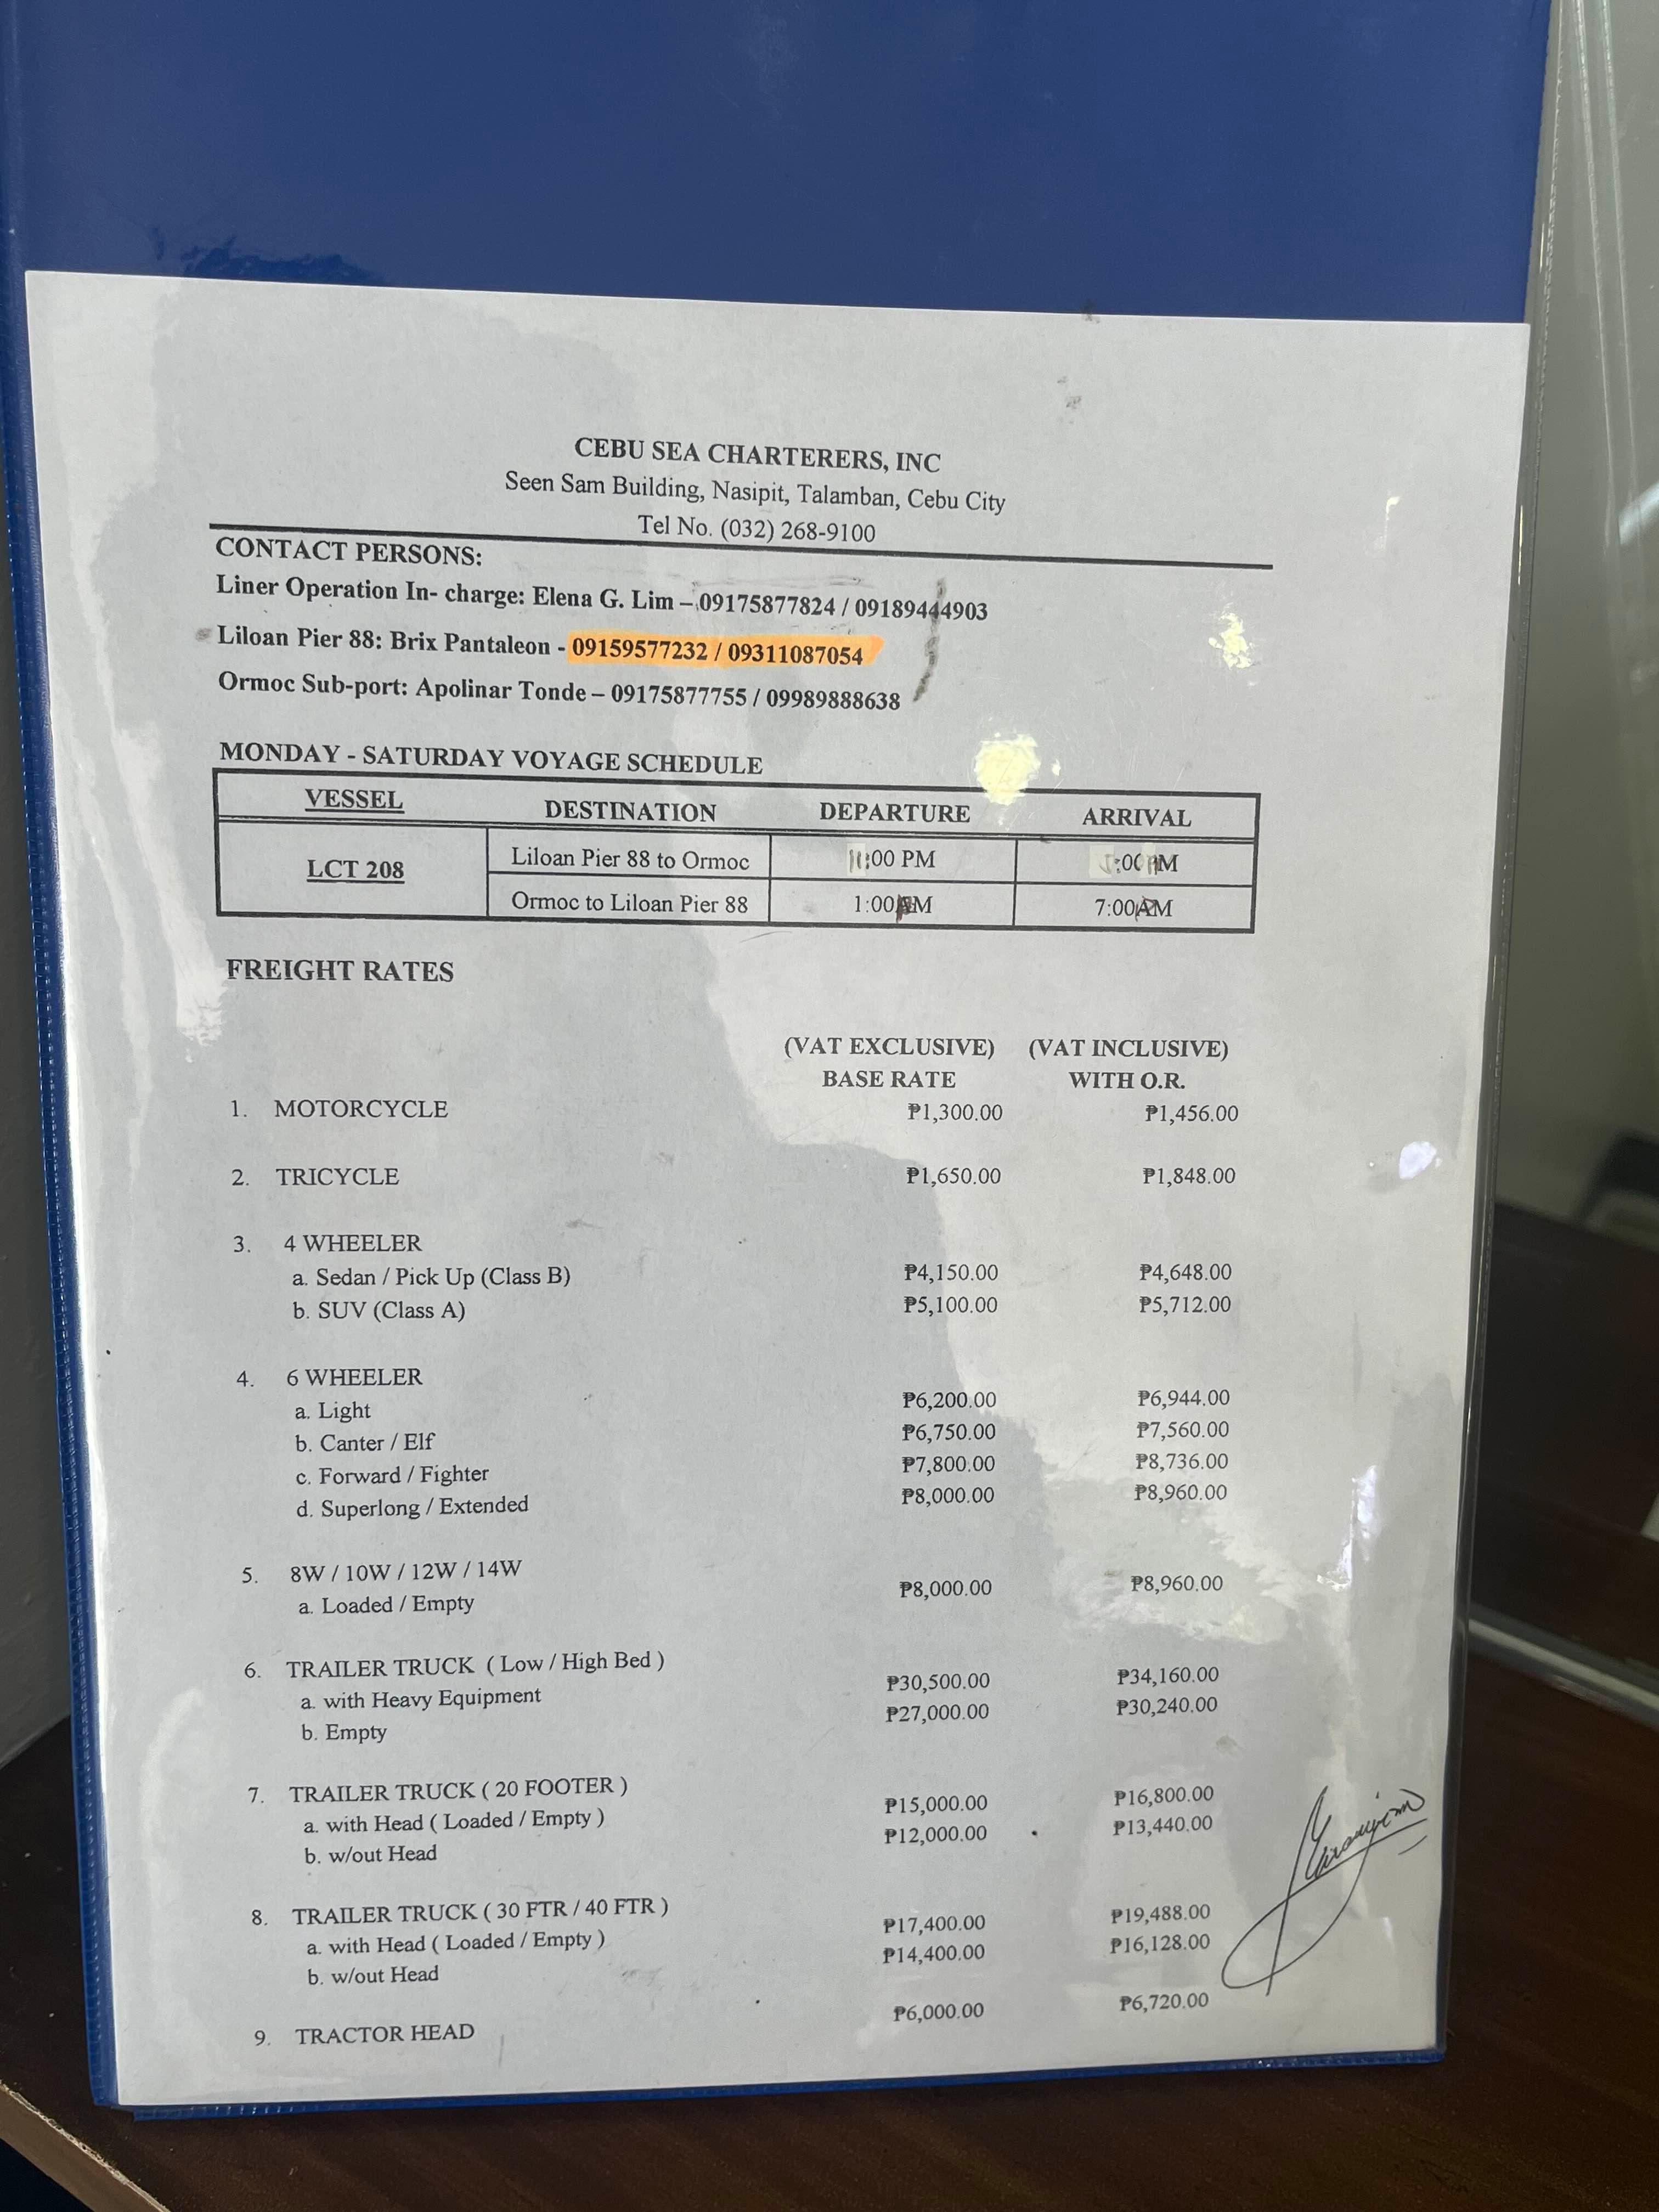 CEBU SEA CHARTERERS, INC
Seen Sam Building, Nasipit, Talamban, Cebu City
Tel No. (032) 268-9100
CONTACT PERSONS:
Liner Operation In- charge: Elena G. Lim – 09175877824 / 09189444903
Liloan Pier 88: Brix Pantaleon - 09159577232 / 09311087054
Ormoc Sub-port: Apolinar Tonde – 09175877755 / 09989888638
MONDAY - SATURDAY VOYAGE SCHEDULE
VESSEL DESTINATION DEPARTURE ARRIVAL
LCT 208
Liloan Pier 88 to Ormoc :00 PM
Ormoc to Liloan Pier 88 1:00 7:00
FREIGHT RATES
(VAT EXCLUSIVE) (VAT INCLUSIVE)
BASE RATE WITH O.R.
1. MOTORCYCLE ₱1,300.00 ₱1,456.00
2. TRICYCLE ₱1,650.00 ₱1,848.00
3. 4 WHEELER
a. Sedan / Pick Up (Class B) ₱4,150.00 ₱4,648.00
b. SUV (Class A) ₱5,100.00 ₱5,712.00
4. 6 WHEELER
a. Light ₱6,200.00 ₱6,944.00
b. Canter / Elf ₱6,750.00 ₱7,560.00
c. Forward / Fighter ₱7,800.00 ₱8,736.00
d. Superlong / Extended ₱8,000.00 ₱8,960.00
5. 8W / 10W / 12W / 14W
a. Loaded / Empty ₱8,000.00 ₱8,960.00
6. TRAILER TRUCK ( Low / High Bed )
a. with Heavy Equipment ₱30,500.00 ₱34,160.00
b. Empty ₱27,000.00 ₱30,240.00
7. TRAILER TRUCK ( 20 FOOTER )
a. with Head ( Loaded / Empty ) ₱15,000.00 ₱16,800.00
b. w/out Head ₱12,000.00 ₱13,440.00
8. TRAILER TRUCK ( 30 FTR / 40 FTR )
a. with Head ( Loaded / Empty ) ₱17,400.00 ₱19,488.00
b. w/out Head ₱14,400.00 ₱16,128.00
9. TRACTOR HEAD ₱6,000.00 ₱6,720.00